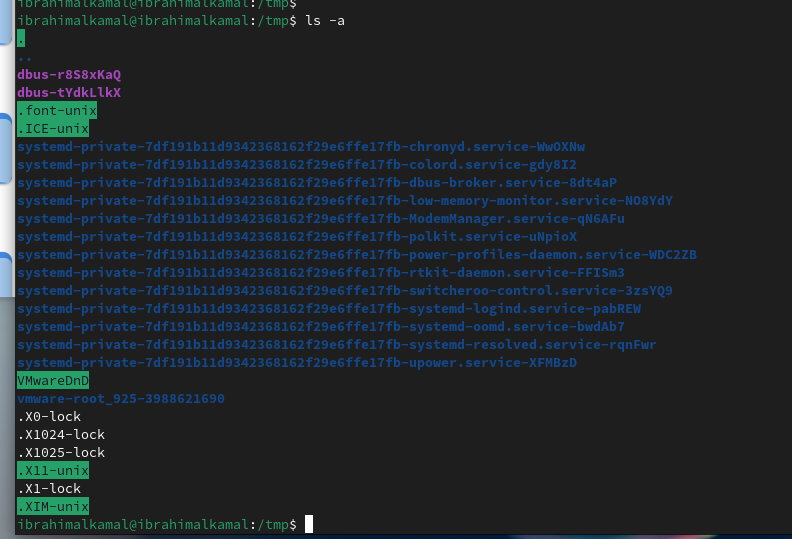 ibrahimalkamal@ibrahimalkamal:/tmp$
ibrahimalkamal@ibrahimalkamal:/tmp$ ls -a
.
..
dbus-r8S8xKaQ
dbus-tYdkLlkX
.font-unix
.ICE-unix
systemd-private-7df191b11d9342368162f29e6ffe17fb-chronyd.service-WwOXNw
systemd-private-7df191b11d9342368162f29e6ffe17fb-colord.service-gdy8I2
systemd-private-7df191b11d9342368162f29e6ffe17fb-dbus-broker.service-8dt4aP
systemd-private-7df191b11d9342368162f29e6ffe17fb-low-memory-monitor.service-NO8YdY
systemd-private-7df191b11d9342368162f29e6ffe17fb-ModemManager.service-qN6AFu
systemd-private-7df191b11d9342368162f29e6ffe17fb-polkit.service-uNpioX
systemd-private-7df191b11d9342368162f29e6ffe17fb-power-profiles-daemon.service-WDC2ZB
systemd-private-7df191b11d9342368162f29e6ffe17fb-rtkit-daemon.service-FFISm3
systemd-private-7df191b11d9342368162f29e6ffe17fb-switcheroo-control.service-3zsYQ9
systemd-private-7df191b11d9342368162f29e6ffe17fb-systemd-logind.service-pabREW
systemd-private-7df191b11d9342368162f29e6ffe17fb-systemd-oomd.service-bwdAb7
systemd-private-7df191b11d9342368162f29e6ffe17fb-systemd-resolved.service-rqnFwr
systemd-private-7df191b11d9342368162f29e6ffe17fb-upower.service-XFMBzD
VMwareDnD
vmware-root_925-3988621690
.X0-lock
.X1024-lock
.X1025-lock
.X11-unix
.X1-lock
.XIM-unix
ibrahimalkamal@ibrahimalkamal:/tmp$